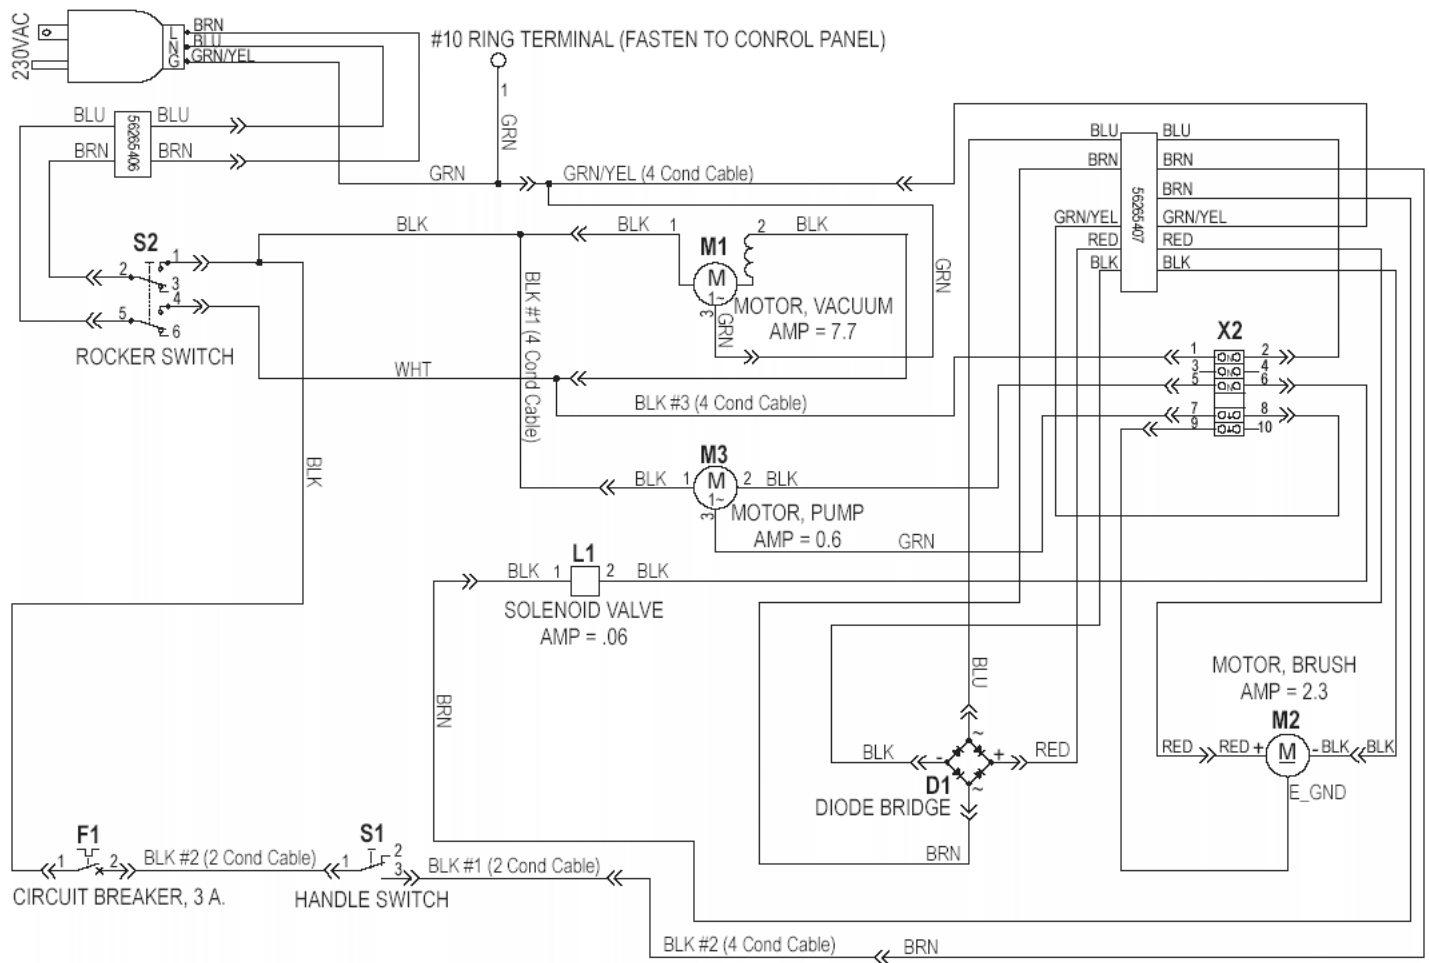 230VAC
L BRN
N BLU
G GRN/YEL
#10 RING TERMINAL (FASTEN TO CONROL PANEL)
1
GRN
BLU 56265406 BLU
BRN BRN
GRN GRN/YEL (4 Cond Cable)
BLU BLU
BRN BRN
BRN
56265407
GRN/YEL GRN/YEL
RED RED
BLK BLK
S2
1
2
3
4
5
6
ROCKER SWITCH
BLK
BLK 1
2 BLK
M1
M
1~
3
GRN
MOTOR, VACUUM
AMP = 7.7
GRN
BLK #1 (4 Cond Cable)
WHT
BLK #3 (4 Cond Cable)
X2
1 2
3 4
5 6
7 8
9 10
BLK
M3
BLK 1 M 2 BLK
1~
3
MOTOR, PUMP
AMP = 0.6
GRN
L1
BLK 1 2 BLK
SOLENOID VALVE
AMP = .06
BRN
BLU
MOTOR, BRUSH
AMP = 2.3
M2
RED RED + M - BLK BLK
E_GND
BLK - ~ + RED
D1 ~
DIODE BRIDGE
BRN
F1
1 2
BLK #2 (2 Cond Cable)
CIRCUIT BREAKER, 3 A.
S1
1 2
3
BLK #1 (2 Cond Cable)
HANDLE SWITCH
BLK #2 (4 Cond Cable) BRN